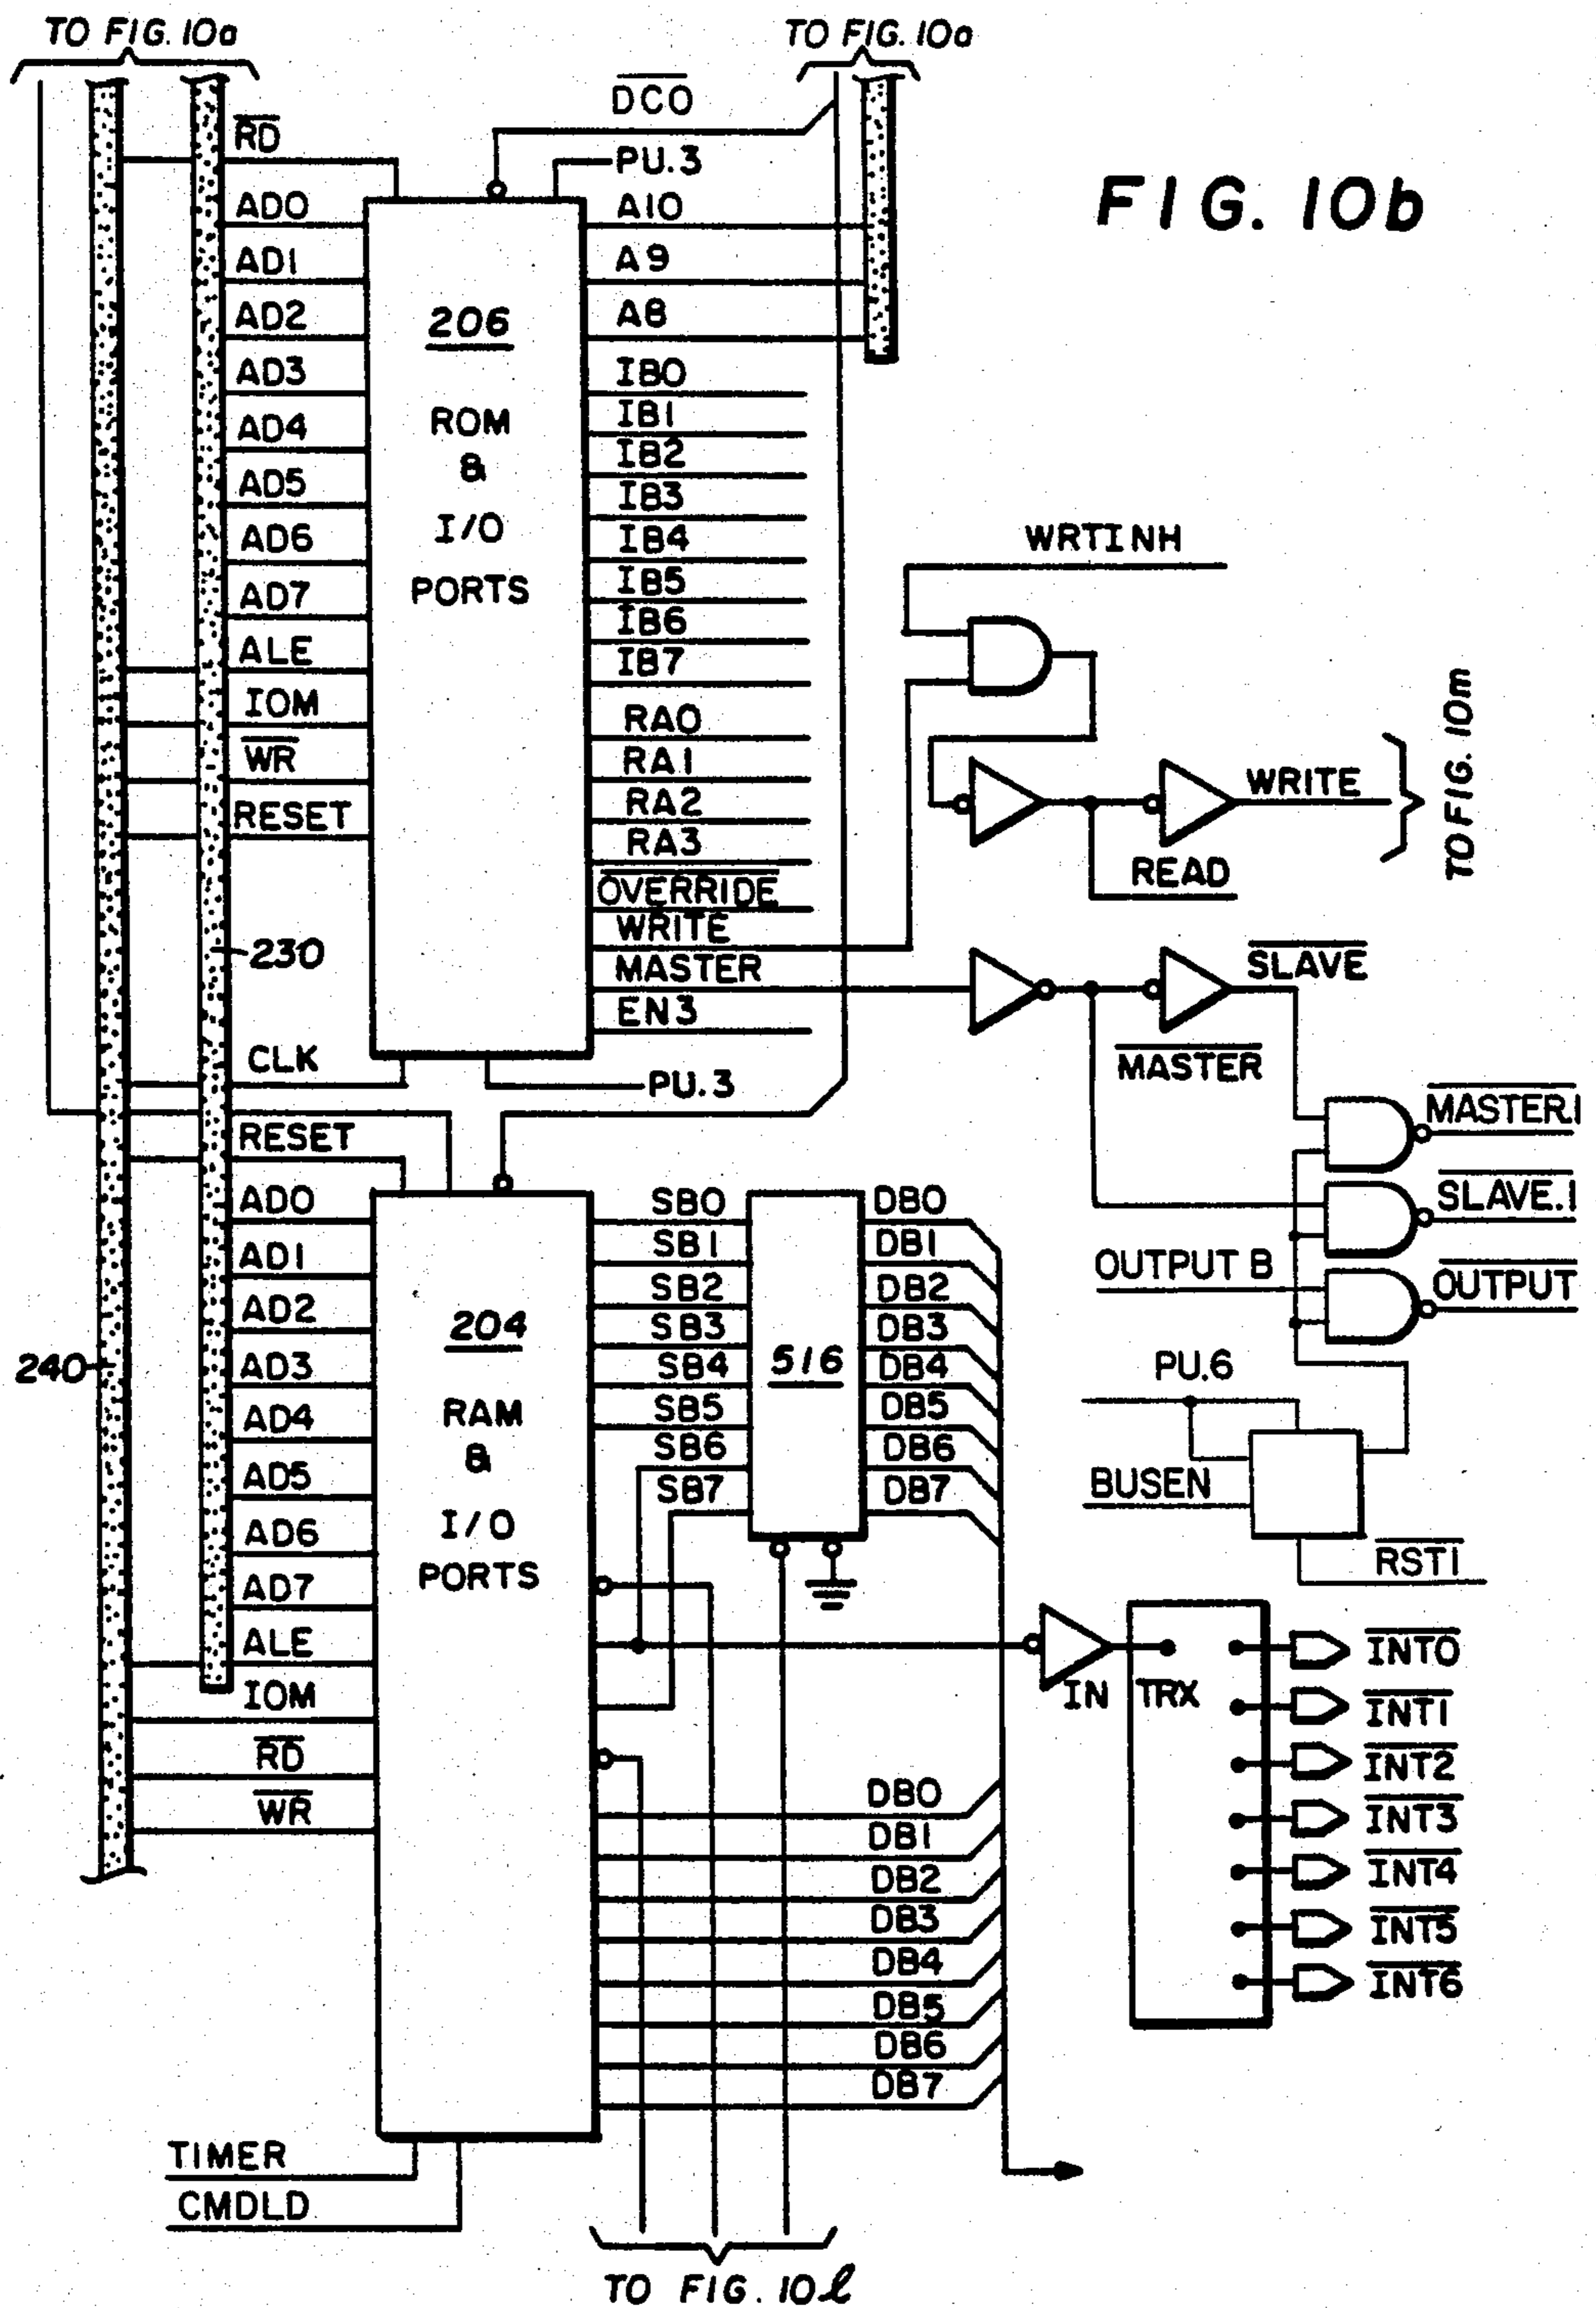 TO FIG. 10a
TO FIG. 10a
FIG. 10b
DCO
RD
PU.3
AD0
A10
AD1
A9
AD2
A8
206
ROM
&
I/O
PORTS
AD3
AD4
AD5
AD6
AD7
ALE
IOM
WR
RESET
IB0
IB1
IB2
IB3
IB4
IB5
IB6
IB7
RA0
RA1
RA2
RA3
OVERRIDE
WRITE
MASTER
EN3
WRTINH
WRITE
READ
TO FIG. 10m
230
SLAVE
MASTER
CLK
PU.3
MASTER.1
SLAVE.1
OUTPUT B
OUTPUT
PU.6
BUSEN
RST1
RESET
AD0
AD1
AD2
AD3
AD4
AD5
AD6
AD7
ALE
IOM
RD
WR
240
204
RAM
&
I/O
PORTS
SB0
SB1
SB2
SB3
SB4
SB5
SB6
SB7
516
DB0
DB1
DB2
DB3
DB4
DB5
DB6
DB7
IN
TRX
INT0
INT1
INT2
INT3
INT4
INT5
INT6
DB0
DB1
DB2
DB3
DB4
DB5
DB6
DB7
TIMER
CMDLD
TO FIG. 10l